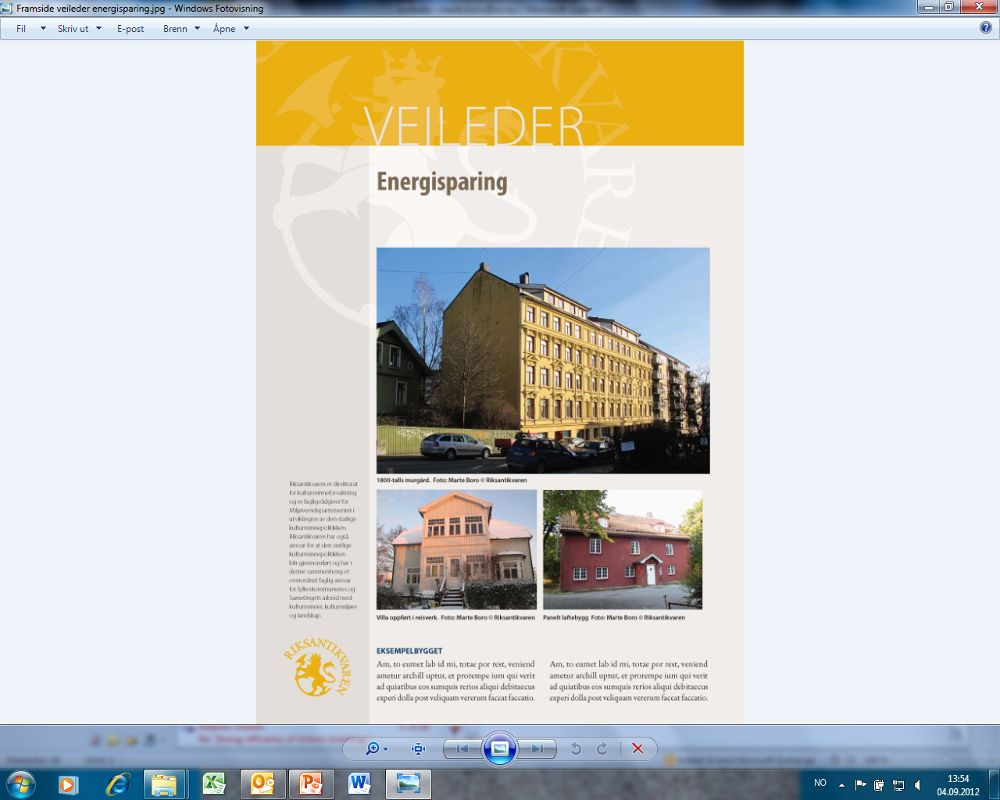 Framside veileder energisparing.jpg - Windows Fotovisning
Fil Skriv ut E-post Brenn Åpne
VEILEDER
Energisparing
1800-talls murgård. Foto: Marte Boro © Riksantikvaren
Villa oppført i reisverk. Foto: Marte Boro © Riksantikvaren
Panelt laftebygg Foto: Marte Boro © Riksantikvaren
Riksantikvaren er direktorat
for kulturminneforvaltning
og er faglig rådgiver for
Miljøverndepartementet i
utviklingen av den statlige
kulturminnepolitikken.
Riksantikvaren har også
ansvar for at den statlige
kulturminnepolitikken
blir gjennomført og har i
denne sammenheng et
overordnet faglig ansvar
for fylkeskommunenes og
Sametingets arbeid med
kulturminner, kulturmiljøer
og landskap.
RIKSANTIKVAREN
EKSEMPELBYGGET
Am, to eumet lab id mi, totae por rest, veniend
ametur archill uptur, et prorempe ium qui verit
ad quiatibus eos sumquis rerios aliqui debitaecus
experi dolla post veliquam vererum faceat faccatio.
Am, to eumet lab id mi, totae por rest, veniend
ametur archill uptur, et prorempe ium qui verit
ad quiatibus eos sumquis rerios aliqui debitaecus
experi dolla post veliquam vererum faceat faccatio.
NO
13:54
04.09.2012